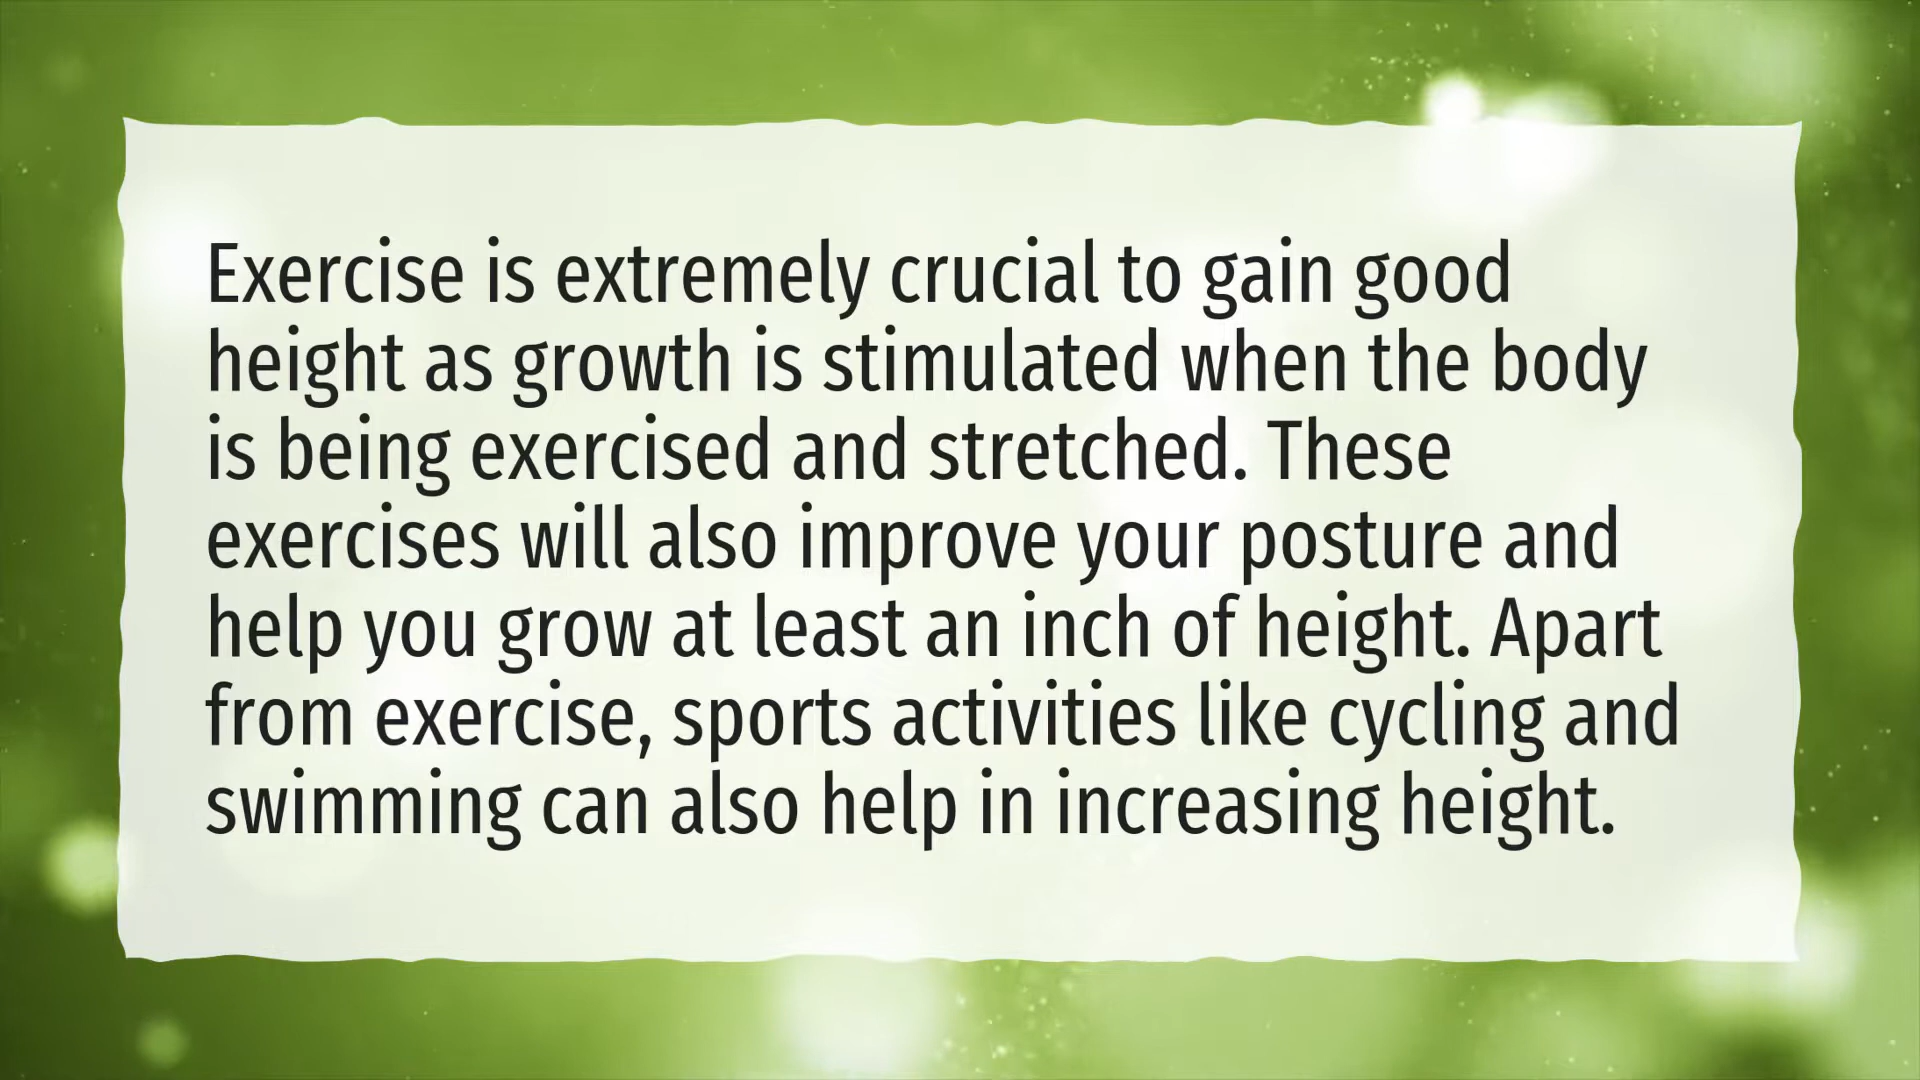 Exercise is extremely crucial to gain good
height as growth is stimulated when the body
is being exercised and stretched. These
exercises will also improve your posture and
help you grow at least an inch of height. Apart
from exercise, sports activities like cycling and
swimming can also help in increasing height.